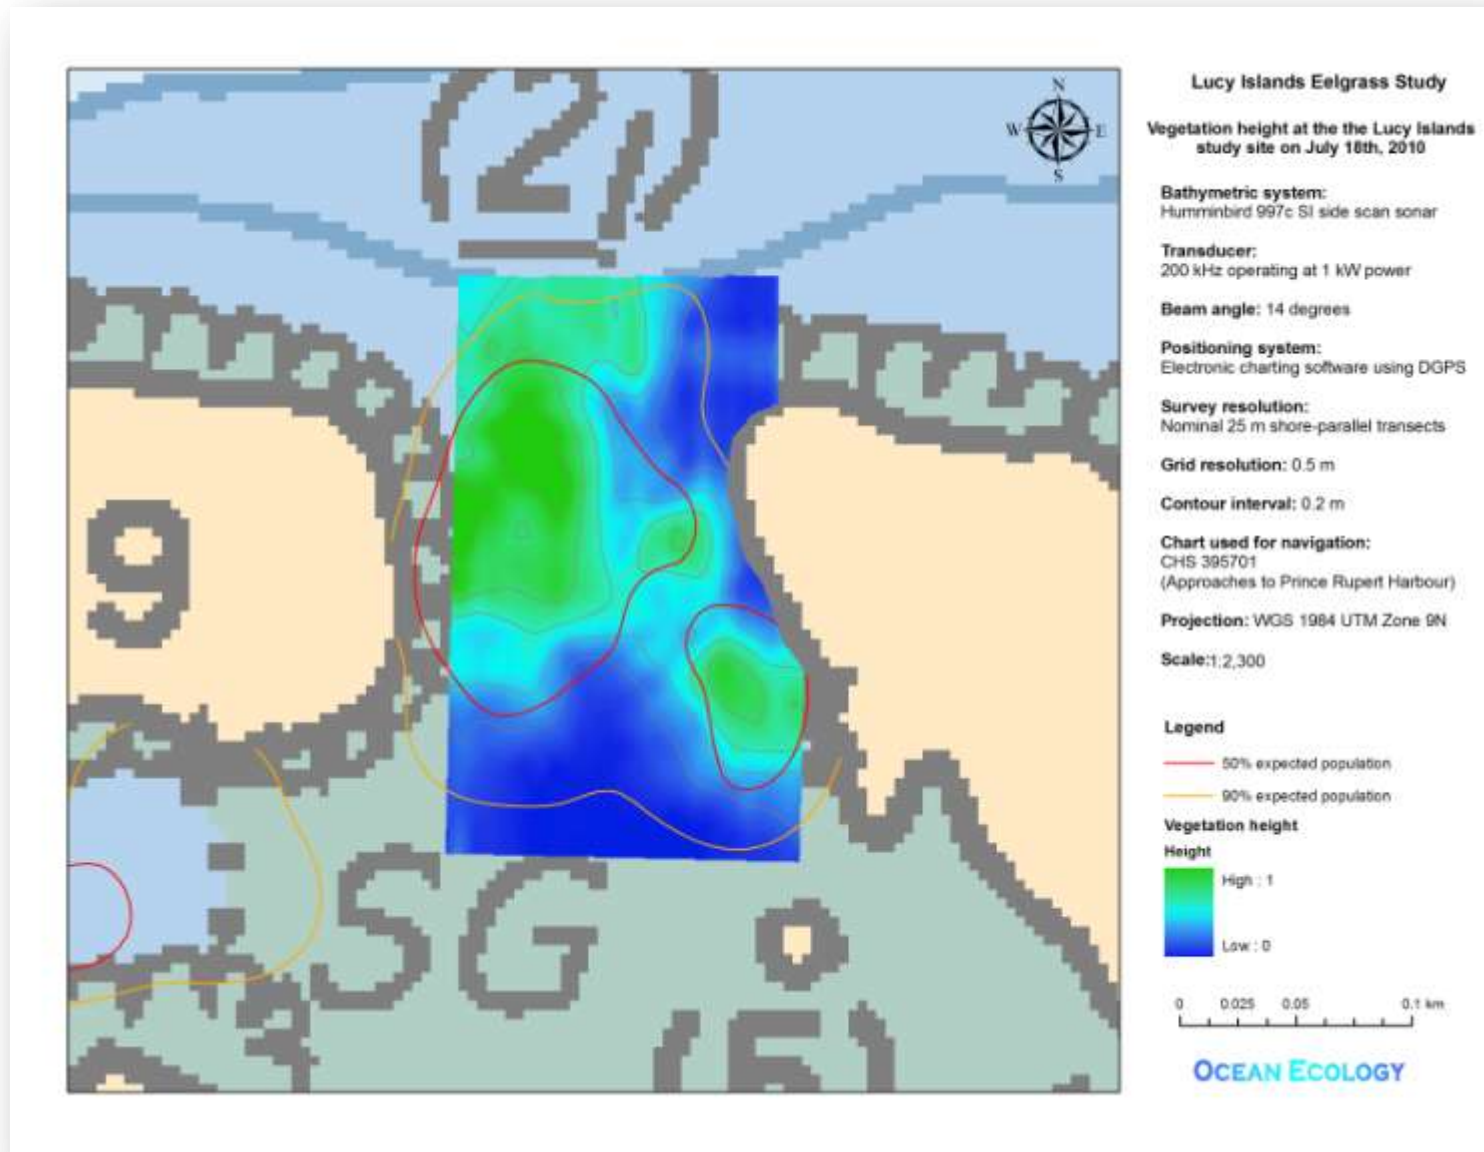 (2)
9
SG
(5)
N
W E
S
Lucy Islands Eelgrass Study
Vegetation height at the the Lucy Islands
study site on July 18th, 2010
Bathymetric system:
Humminbird 997c SI side scan sonar
Transducer:
200 kHz operating at 1 kW power
Beam angle: 14 degrees
Positioning system:
Electronic charting software using DGPS
Survey resolution:
Nominal 25 m shore-parallel transects
Grid resolution: 0.5 m
Contour interval: 0.2 m
Chart used for navigation:
CHS 395701
(Approaches to Prince Rupert Harbour)
Projection: WGS 1984 UTM Zone 9N
Scale:1:2,300
Legend
50% expected population
90% expected population
Vegetation height
Height
High : 1
Low : 0
0 0.025 0.05 0.1 km
OCEAN ECOLOGY